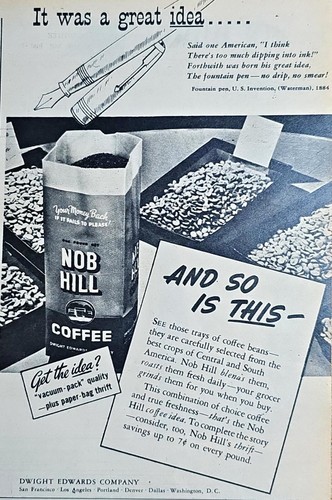 It was a great idea.....
Said one American, "I think
There's too much dipping into ink!"
Forthwith was born his great idea,
The fountain pen — no drip, no smear!
Fountain pen, U. S. Invention, (Waterman), 1884
Your Money Back
IF IT FAILS TO PLEASE
ONE POUND NET
NOB
HILL
COFFEE
DWIGHT EDWARDS
AND SO
IS THIS—
SEE those trays of coffee beans—
they are carefully selected from the
best crops of Central and South
America. Nob Hill blends them,
roasts them fresh daily—your grocer
grinds them for you when you buy.
This combination of choice coffee
and true freshness—that's the Nob
Hill coffee idea. To complete the story
—consider, too, Nob Hill's thrift—
savings up to 7¢ on every pound.
Get the idea?
"vacuum-pack" quality
—plus paper-bag thrift
DWIGHT EDWARDS COMPANY
San Francisco · Los Angeles · Portland · Denver · Dallas · Washington, D. C.